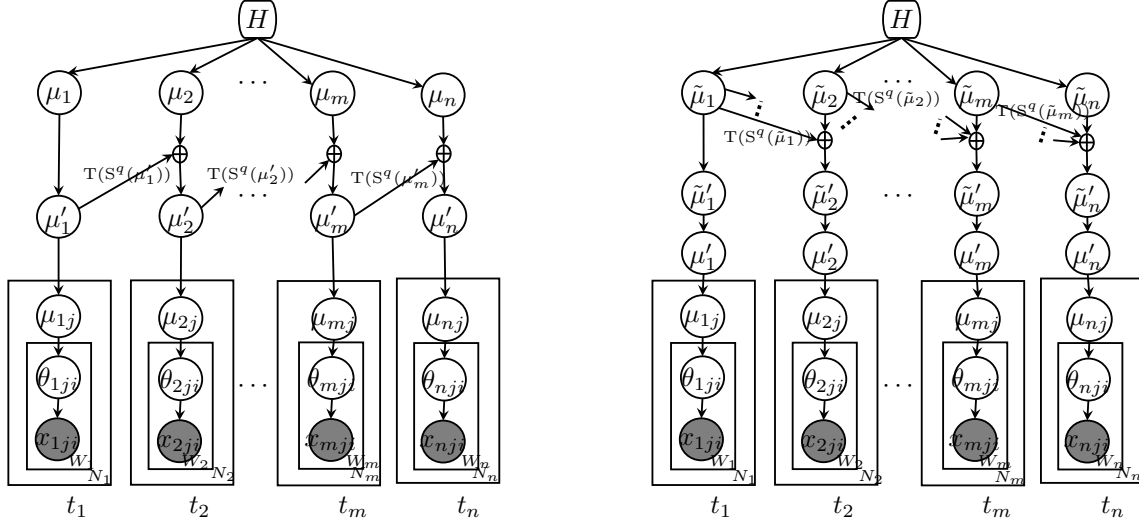 H H
μ₁ μ₂ ··· μₘ μₙ μ̃₁ μ̃₂ ··· μ̃ₘ μ̃ₙ
T(S^q(μ̃₂)) T(S^q(μ̃ₘ))
⊕ ⊕ ⊕ T(S^q(μ̃₁)) ⊕ ⊕ ⊕
T(S^q(μ′₁)) T(S^q(μ′₂)) T(S^q(μ′ₘ))
··· μ̃′₁ μ̃′₂ ··· μ̃′ₘ μ̃′ₙ
μ′₁ μ′₂ μ′ₘ μ′ₙ
μ′₁ μ′₂ μ′ₘ μ′ₙ
μ₁ⱼ μ₂ⱼ μₘⱼ μₙⱼ μ₁ⱼ μ₂ⱼ μₘⱼ μₙⱼ
θ₁ⱼᵢ θ₂ⱼᵢ ··· θₘⱼᵢ θₙⱼᵢ θ₁ⱼᵢ θ₂ⱼᵢ ··· θₘⱼᵢ θₙⱼᵢ
x₁ⱼᵢ x₂ⱼᵢ xₘⱼᵢ xₙⱼᵢ x₁ⱼᵢ x₂ⱼᵢ xₘⱼᵢ xₙⱼᵢ
W₁ W₂ Wₘ Wₙ W₁ W₂ Wₘ Wₙ
N₁ N₂ Nₘ Nₙ N₁ N₂ Nₘ Nₙ
t₁ t₂ tₘ tₙ t₁ t₂ tₘ tₙ